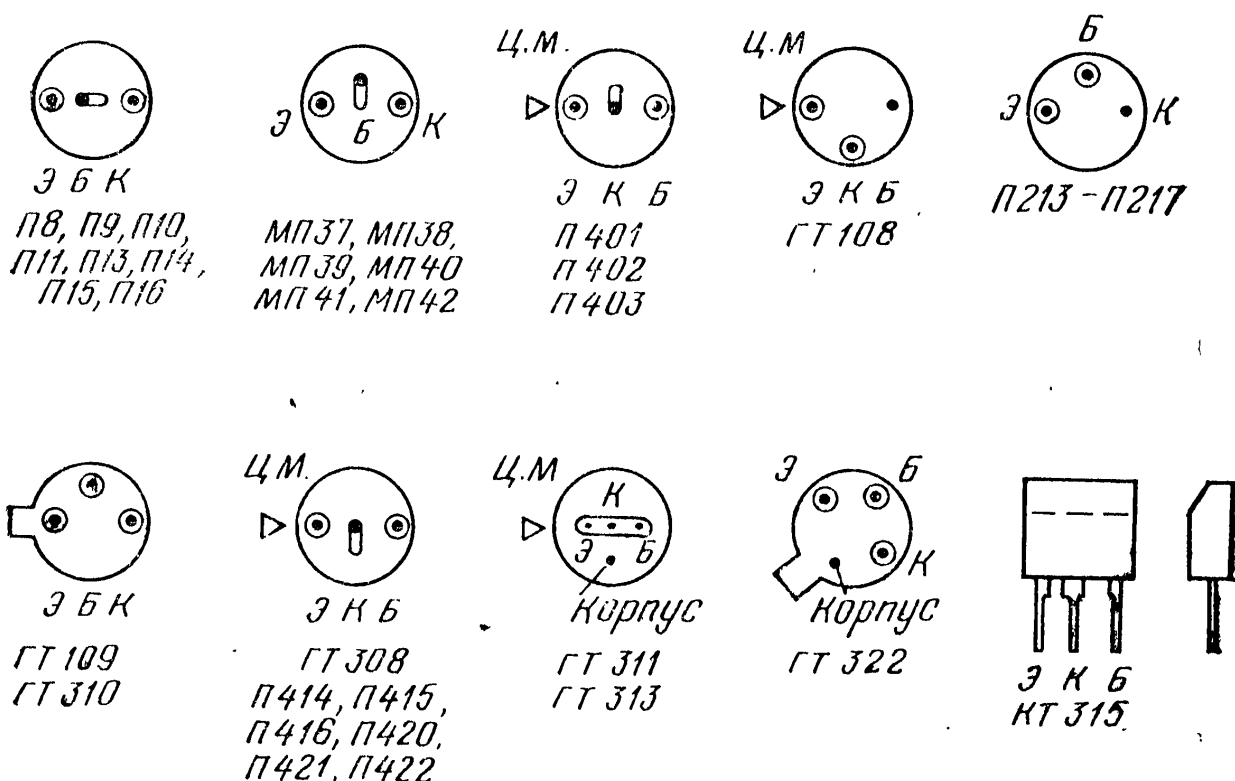 Э Б К
П8, П9, П10,
П11, П13, П14,
П15, П16
Э Б К
МП37, МП38,
МП39, МП40
МП41, МП42
Ц.М.
Э К Б
П401
П402
П403
Ц.М
Э К Б
ГТ108
Б
Э К
П213-П217
Э Б К
ГТ109
ГТ310
Ц.М.
Э К Б
ГТ308
П414, П415,
П416, П420,
П421, П422
Ц.М
К
Э Б
Корпус
ГТ311
ГТ313
Э Б
К
Корпус
ГТ322
Э К Б
КТ315.